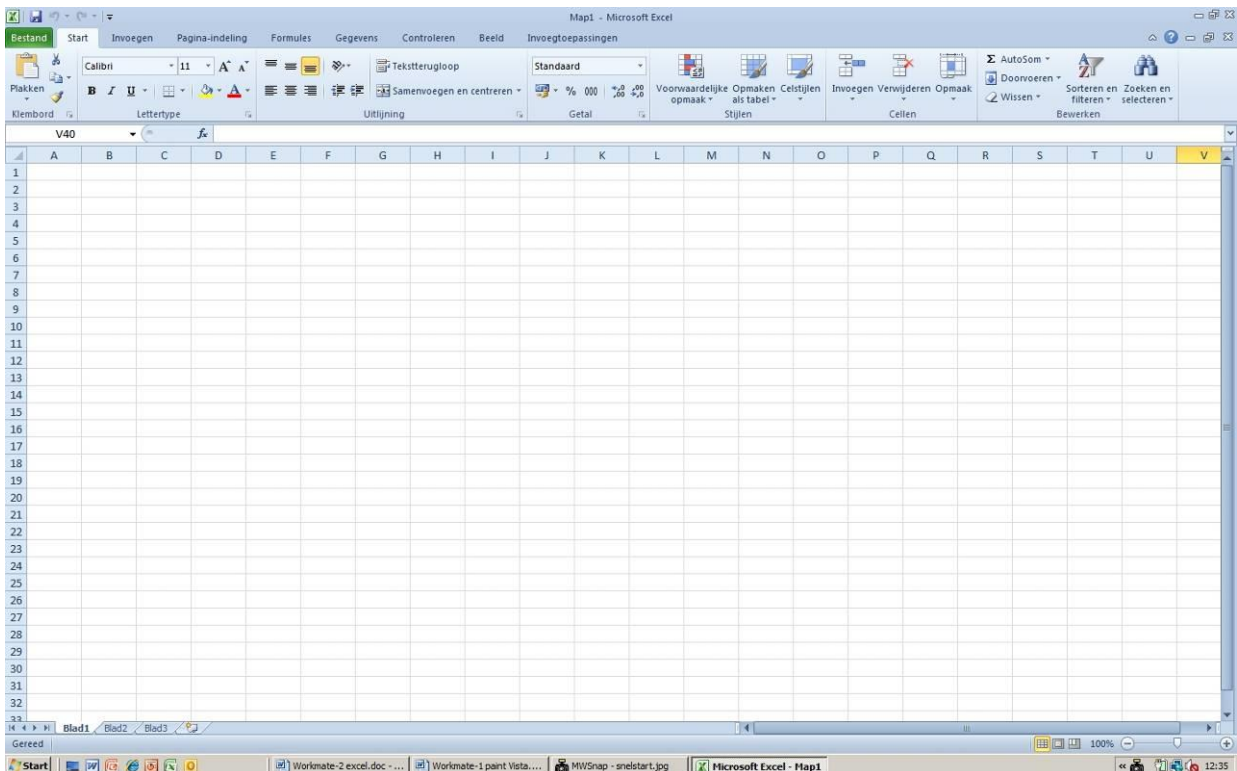 Map1 - Microsoft Excel
Bestand Start Invoegen Pagina-indeling Formules Gegevens Controleren Beeld Invoegtoepassingen
Plakken
Klembord
Calibri 11 A A
B I U A
Lettertype
Tekstterugloop
Samenvoegen en centreren
Uitlijning
Standaard
% 000 ,0 ,00 ,00 ,0
Getal
Voorwaardelijke opmaak
Opmaken als tabel
Celstijlen
Stijlen
Invoegen Verwijderen Opmaak
Cellen
Σ AutoSom
Doorvoeren
Wissen
Sorteren en filteren
Zoeken en selecteren
Bewerken
V40 fx
A B C D E F G H I J K L M N O P Q R S T U V
1
2
3
4
5
6
7
8
9
10
11
12
13
14
15
16
17
18
19
20
21
22
23
24
25
26
27
28
29
30
31
32
33
Blad1 Blad2 Blad3
Gereed 100%
Start Workmate-2 excel.doc - ... Workmate-1 paint Vista.... MWSnap - snelstart.jpg Microsoft Excel - Map1 12:35